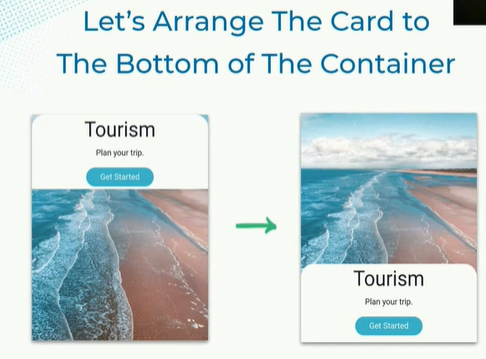 Let's Arrange The Card to
The Bottom of The Container
Tourism
Plan your trip.
Get Started
Tourism
Plan your trip.
Get Started